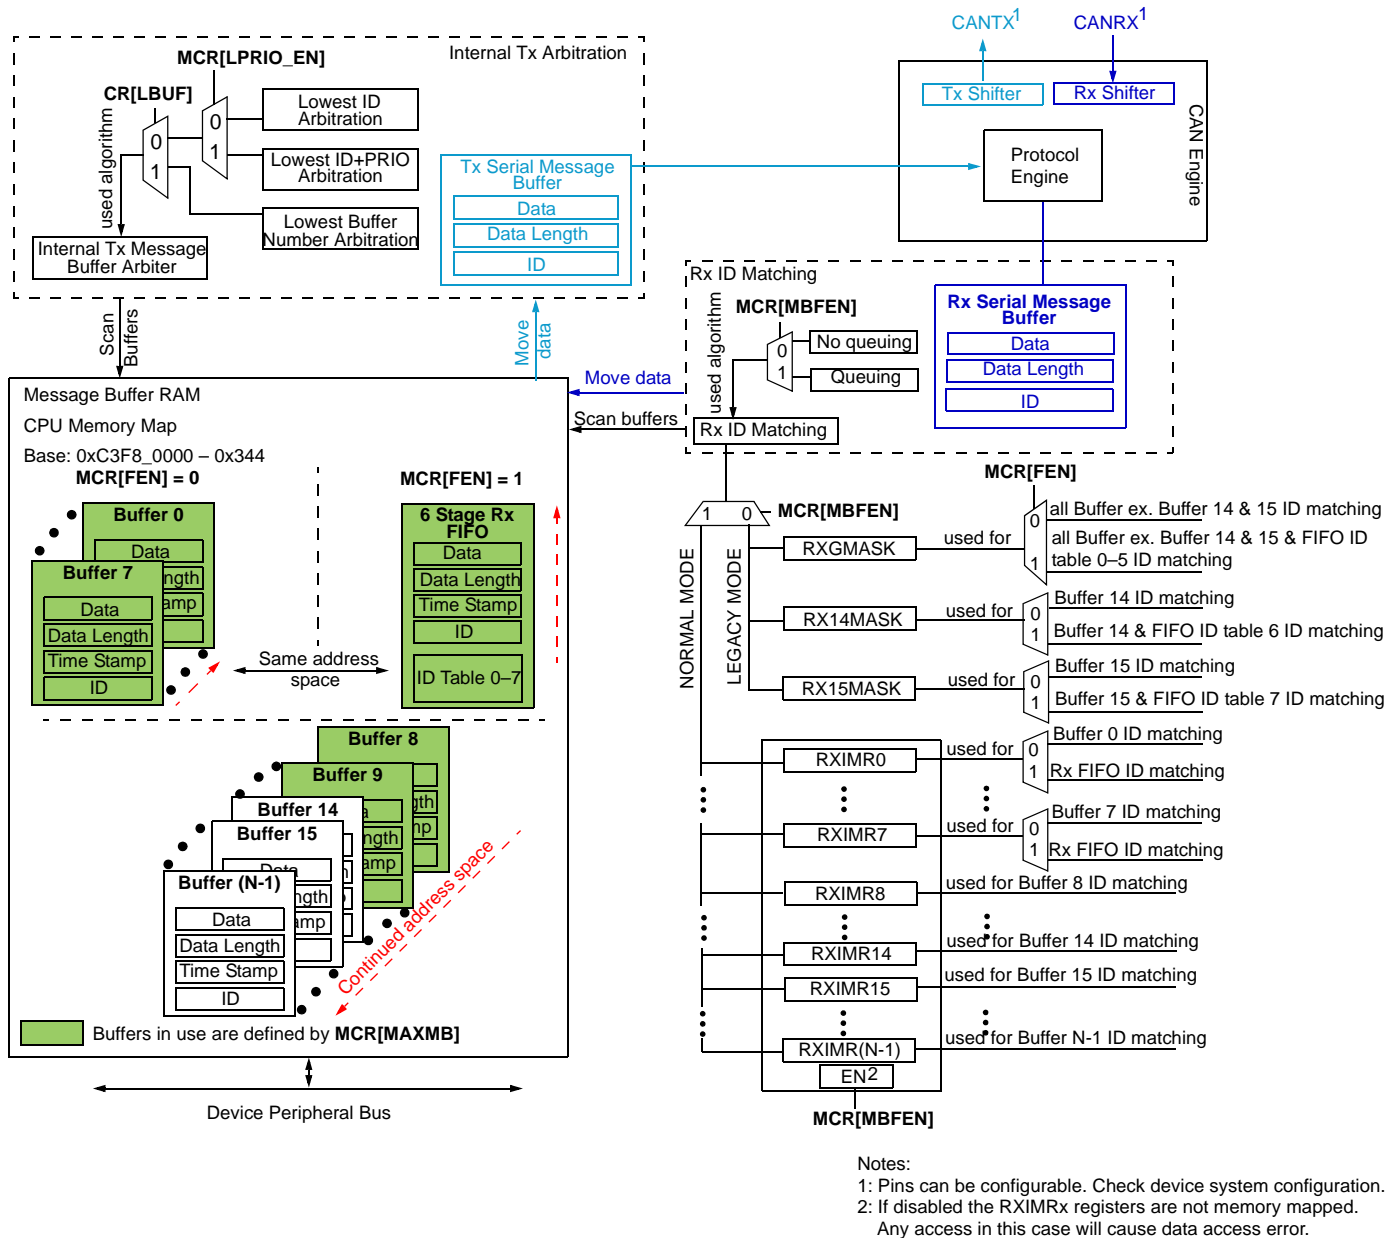 CANTX1
CANRX1
Internal Tx Arbitration
MCR[LPRIO_EN]
CR[LBUF]
used algorithm
0
1
0
1
Lowest ID
Arbitration
Lowest ID+PRIO
Arbitration
Lowest Buffer
Number Arbitration
Internal Tx Message
Buffer Arbiter
Tx Serial Message
Buffer
Data
Data Length
ID
Tx Shifter
Rx Shifter
Protocol
Engine
CAN Engine
Scan
Buffers
Move
data
Rx ID Matching
MCR[MBFEN]
used algorithm
0
1
No queuing
Queuing
Rx ID Matching
Rx Serial Message
Buffer
Data
Data Length
ID
Move data
Scan buffers
Message Buffer RAM
CPU Memory Map
Base: 0xC3F8_0000 – 0x344
MCR[FEN] = 0
MCR[FEN] = 1
Buffer 0
Data
ngth
amp
Buffer 7
Data
Data Length
Time Stamp
ID
6 Stage Rx
FIFO
Data
Data Length
Time Stamp
ID
ID Table 0–7
Same address
space
Buffer 8
gth
mp
Buffer 9
a
ngth
amp
Buffer 14
h
p
Buffer 15
Data
ngth
amp
Buffer (N-1)
Data
Data Length
Time Stamp
ID
Continued address space
Buffers in use are defined by MCR[MAXMB]
Device Peripheral Bus
1 0
MCR[MBFEN]
NORMAL MODE
LEGACY MODE
MCR[FEN]
RXGMASK
used for
0
1
all Buffer ex. Buffer 14 & 15 ID matching
all Buffer ex. Buffer 14 & 15 & FIFO ID
table 0–5 ID matching
RX14MASK
used for
0
1
Buffer 14 ID matching
Buffer 14 & FIFO ID table 6 ID matching
RX15MASK
used for
0
1
Buffer 15 ID matching
Buffer 15 & FIFO ID table 7 ID matching
RXIMR0
used for
0
1
Buffer 0 ID matching
Rx FIFO ID matching
RXIMR7
used for
0
1
Buffer 7 ID matching
Rx FIFO ID matching
RXIMR8
used for Buffer 8 ID matching
RXIMR14
used for Buffer 14 ID matching
RXIMR15
used for Buffer 15 ID matching
RXIMR(N-1)
used for Buffer N-1 ID matching
EN2
MCR[MBFEN]
Notes:
1: Pins can be configurable. Check device system configuration.
2: If disabled the RXIMRx registers are not memory mapped.
Any access in this case will cause data access error.